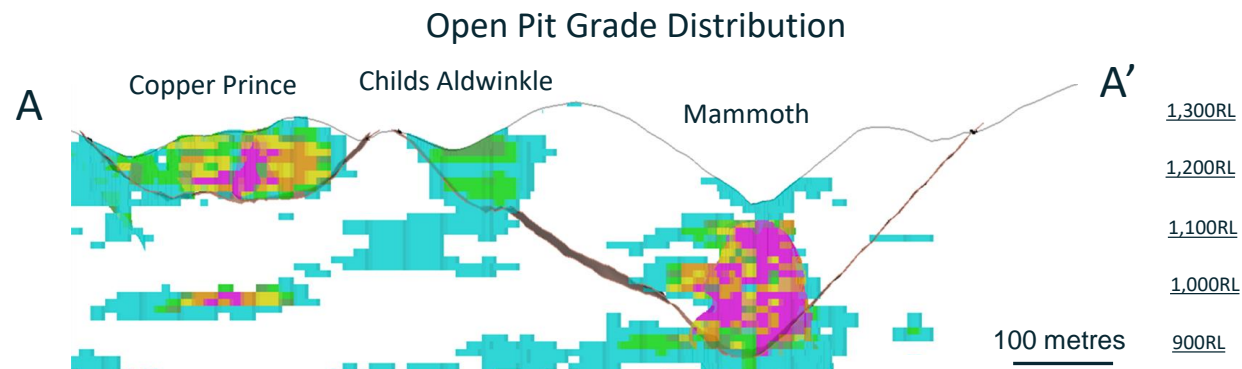 Open Pit Grade Distribution
Copper Prince
Childs Aldwinkle
Mammoth
A
A’
1,300RL
1,200RL
1,100RL
1,000RL
900RL
100 metres